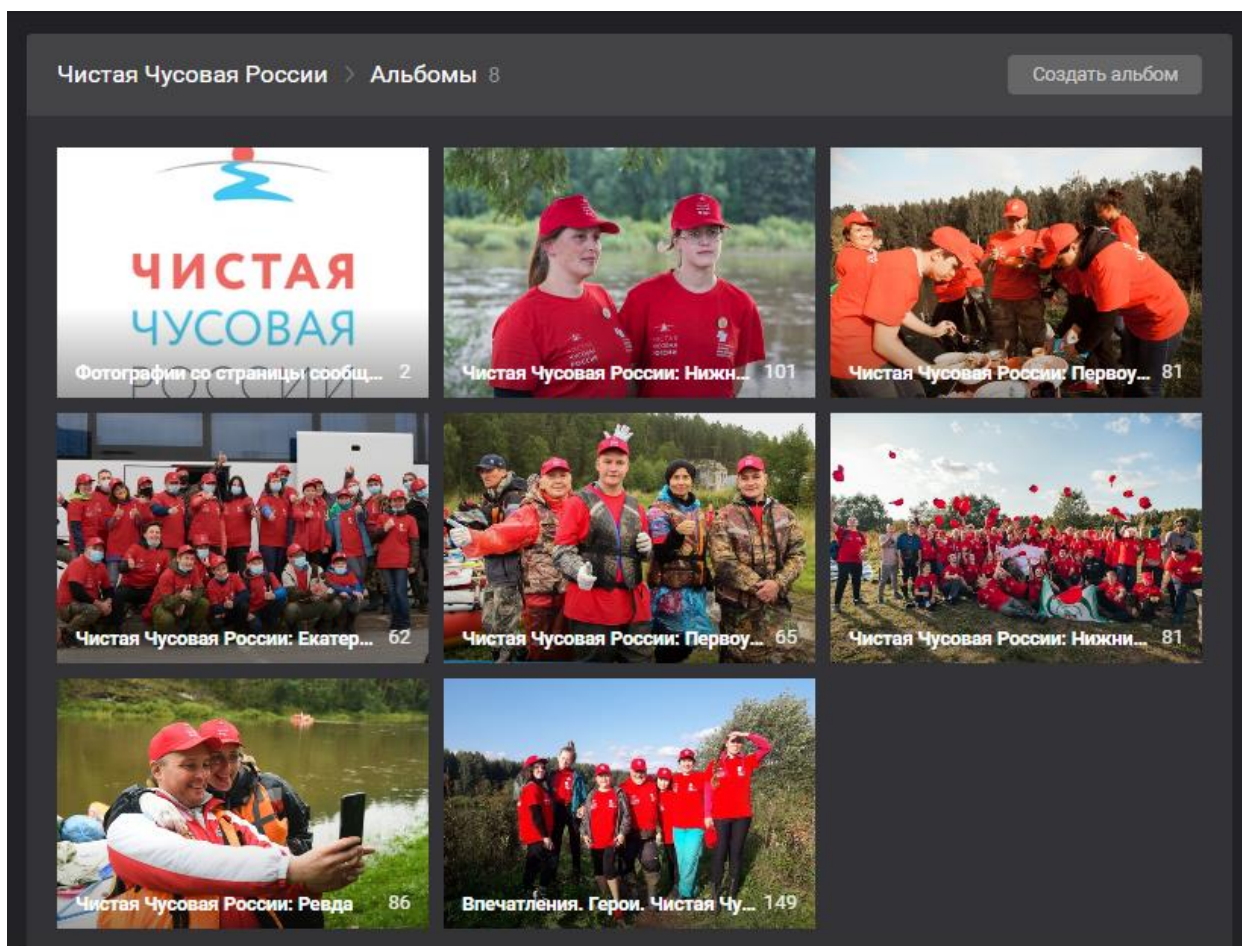 Чистая Чусовая России > Альбомы 8
Создать альбом
ЧИСТАЯ
ЧУСОВАЯ
РОССИИ
Фотографии со страницы сообщ... 2
Чистая Чусовая России: Нижн... 101
Чистая Чусовая России: Первоу... 81
Чистая Чусовая России: Екатер... 62
Чистая Чусовая России: Первоу... 65
Чистая Чусовая России: Нижни... 81
Чистая Чусовая России: Ревда 86
Впечатления. Герои. Чистая Чу... 149